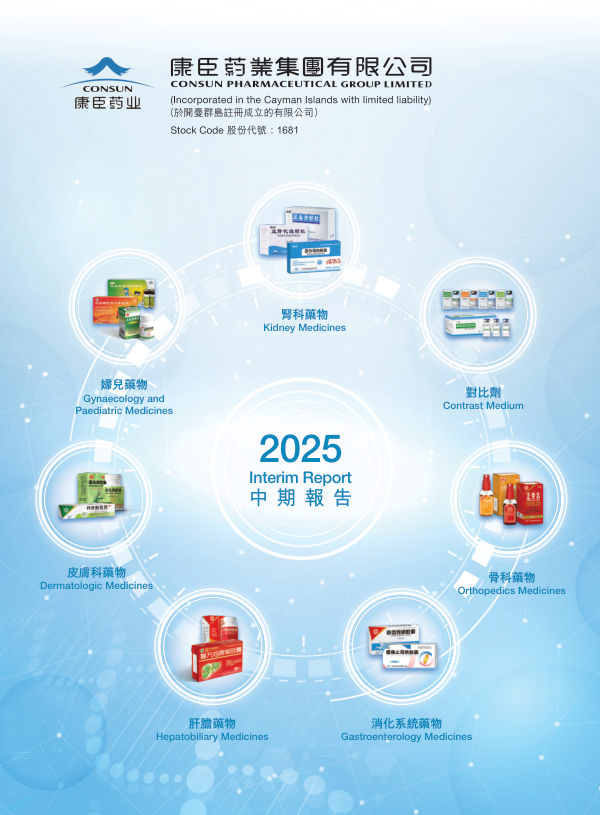 CONSUN
康臣药业
康臣葯業集團有限公司
CONSUN PHARMACEUTICAL GROUP LIMITED
(Incorporated in the Cayman Islands with limited liability)
(於開曼群島註冊成立的有限公司)
Stock Code 股份代號：1681
腎科藥物
Kidney Medicines
婦兒藥物
Gynaecology and
Paediatric Medicines
對比劑
Contrast Medium
2025
Interim Report
中期報告
皮膚科藥物
Dermatologic Medicines
骨科藥物
Orthopedics Medicines
肝膽藥物
Hepatobiliary Medicines
消化系統藥物
Gastroenterology Medicines